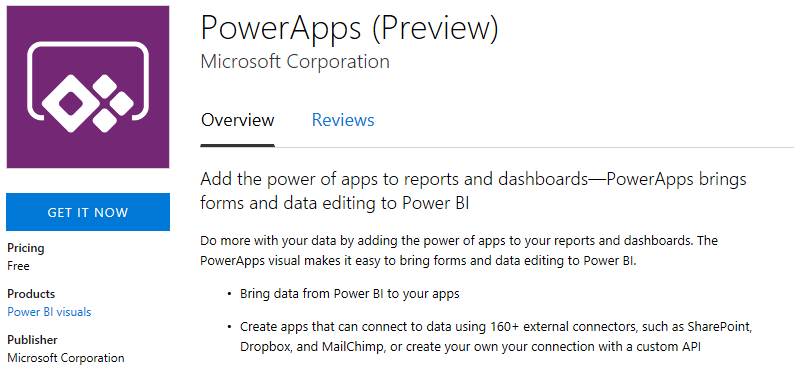 PowerApps (Preview)
Microsoft Corporation
Overview
Reviews
Add the power of apps to reports and dashboards—PowerApps brings
forms and data editing to Power BI
GET IT NOW
Pricing
Free
Products
Power BI visuals
Publisher
Microsoft Corporation
Do more with your data by adding the power of apps to your reports and dashboards. The
PowerApps visual makes it easy to bring forms and data editing to Power BI.
• Bring data from Power BI to your apps
• Create apps that can connect to data using 160+ external connectors, such as SharePoint,
Dropbox, and MailChimp, or create your own your connection with a custom API